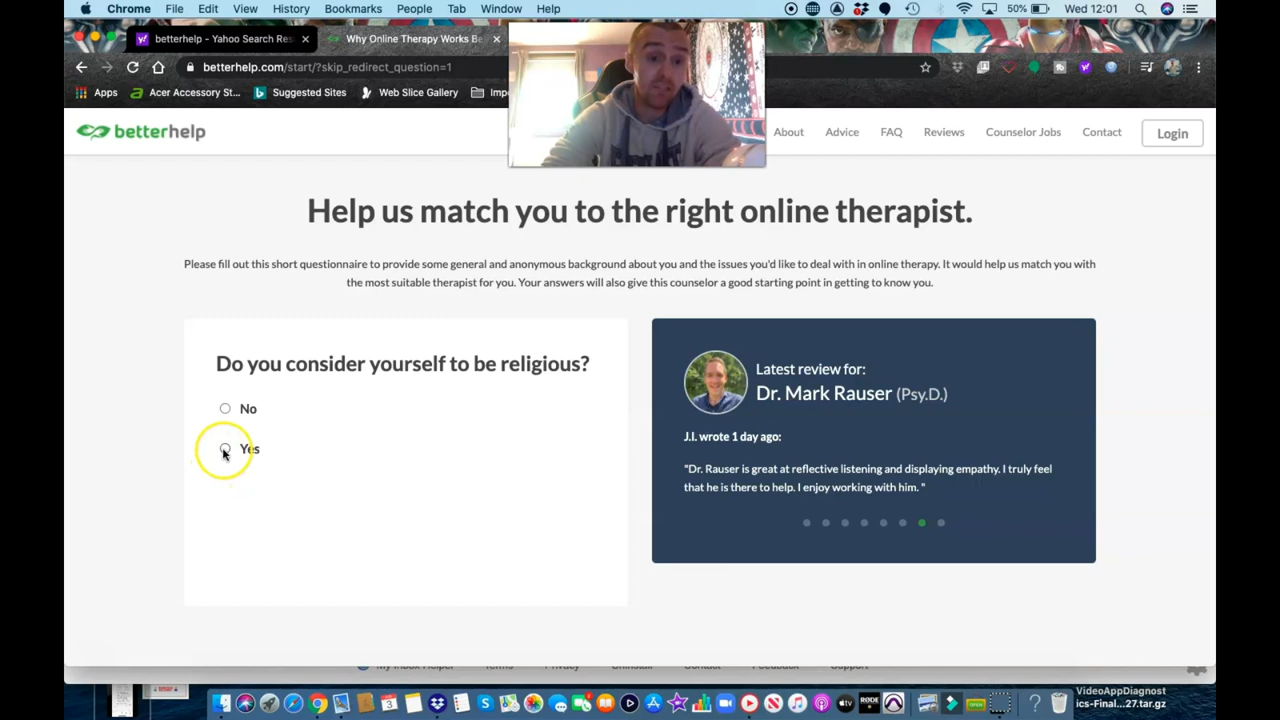 Chrome File Edit View History Bookmarks People Tab Window Help 50% Wed 12:01
betterhelp - Yahoo Search Res
Why Online Therapy Works Be
betterhelp.com/start/?skip_redirect_question=1
Apps Acer Accessory St... Suggested Sites Web Slice Gallery
betterhelp About Advice FAQ Reviews Counselor Jobs Contact Login
Help us match you to the right online therapist.
Please fill out this short questionnaire to provide some general and anonymous background about you and the issues you'd like to deal with in online therapy. It would help us match you with
the most suitable therapist for you. Your answers will also give this counselor a good starting point in getting to know you.
Do you consider yourself to be religious?
No
Yes
Latest review for:
Dr. Mark Rauser (Psy.D.)
J.I. wrote 1 day ago:
"Dr. Rauser is great at reflective listening and displaying empathy. I truly feel
that he is there to help. I enjoy working with him. "
VideoAppDiagnost
ics-Final...27.tar.gz